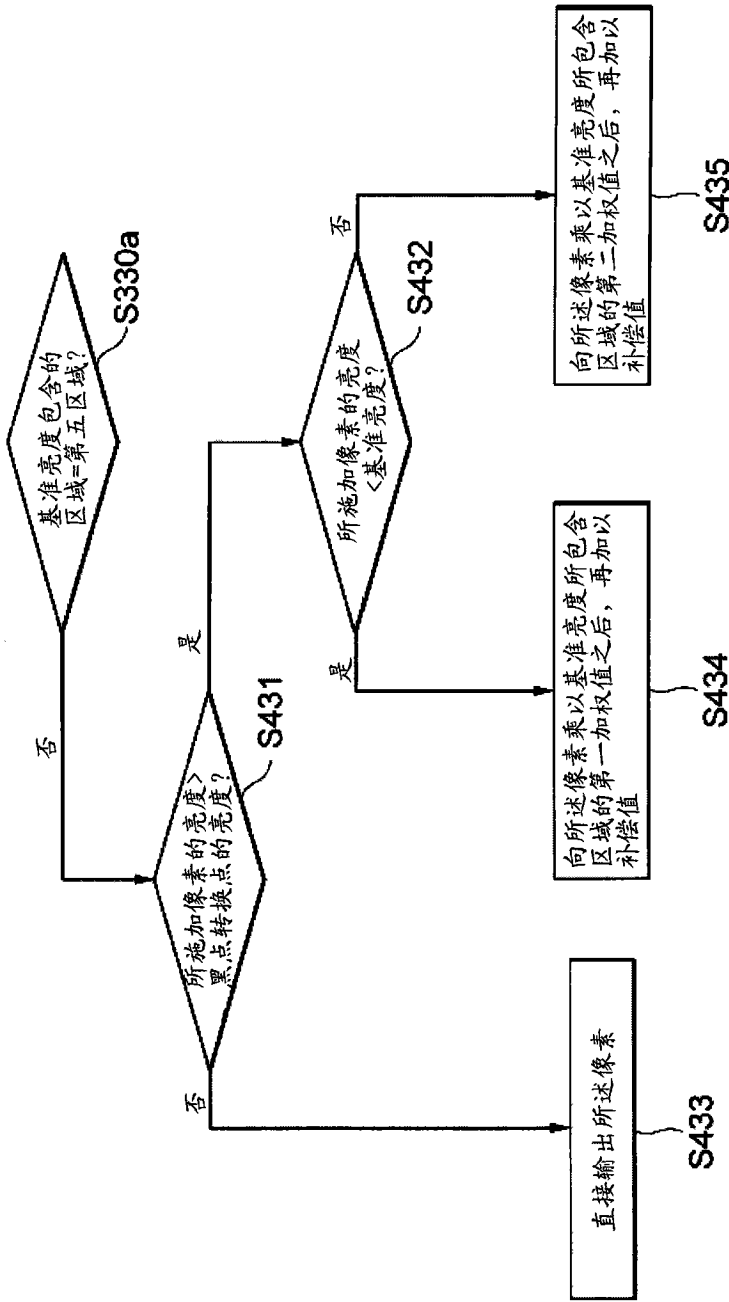 基准亮度包含的
区域=第五区域?
S330a
否
所施加像素的亮度>
黑点转换点的亮度?
S431
是
否
所施加像素的亮度
<基准亮度?
S432
是
否
直接输出所述像素
S433
向所述像素乘以基准亮度所包含
区域的第一加权值之后，再加以
补偿值
S434
向所述像素乘以基准亮度所包含
区域的第二加权值之后，再加以
补偿值
S435